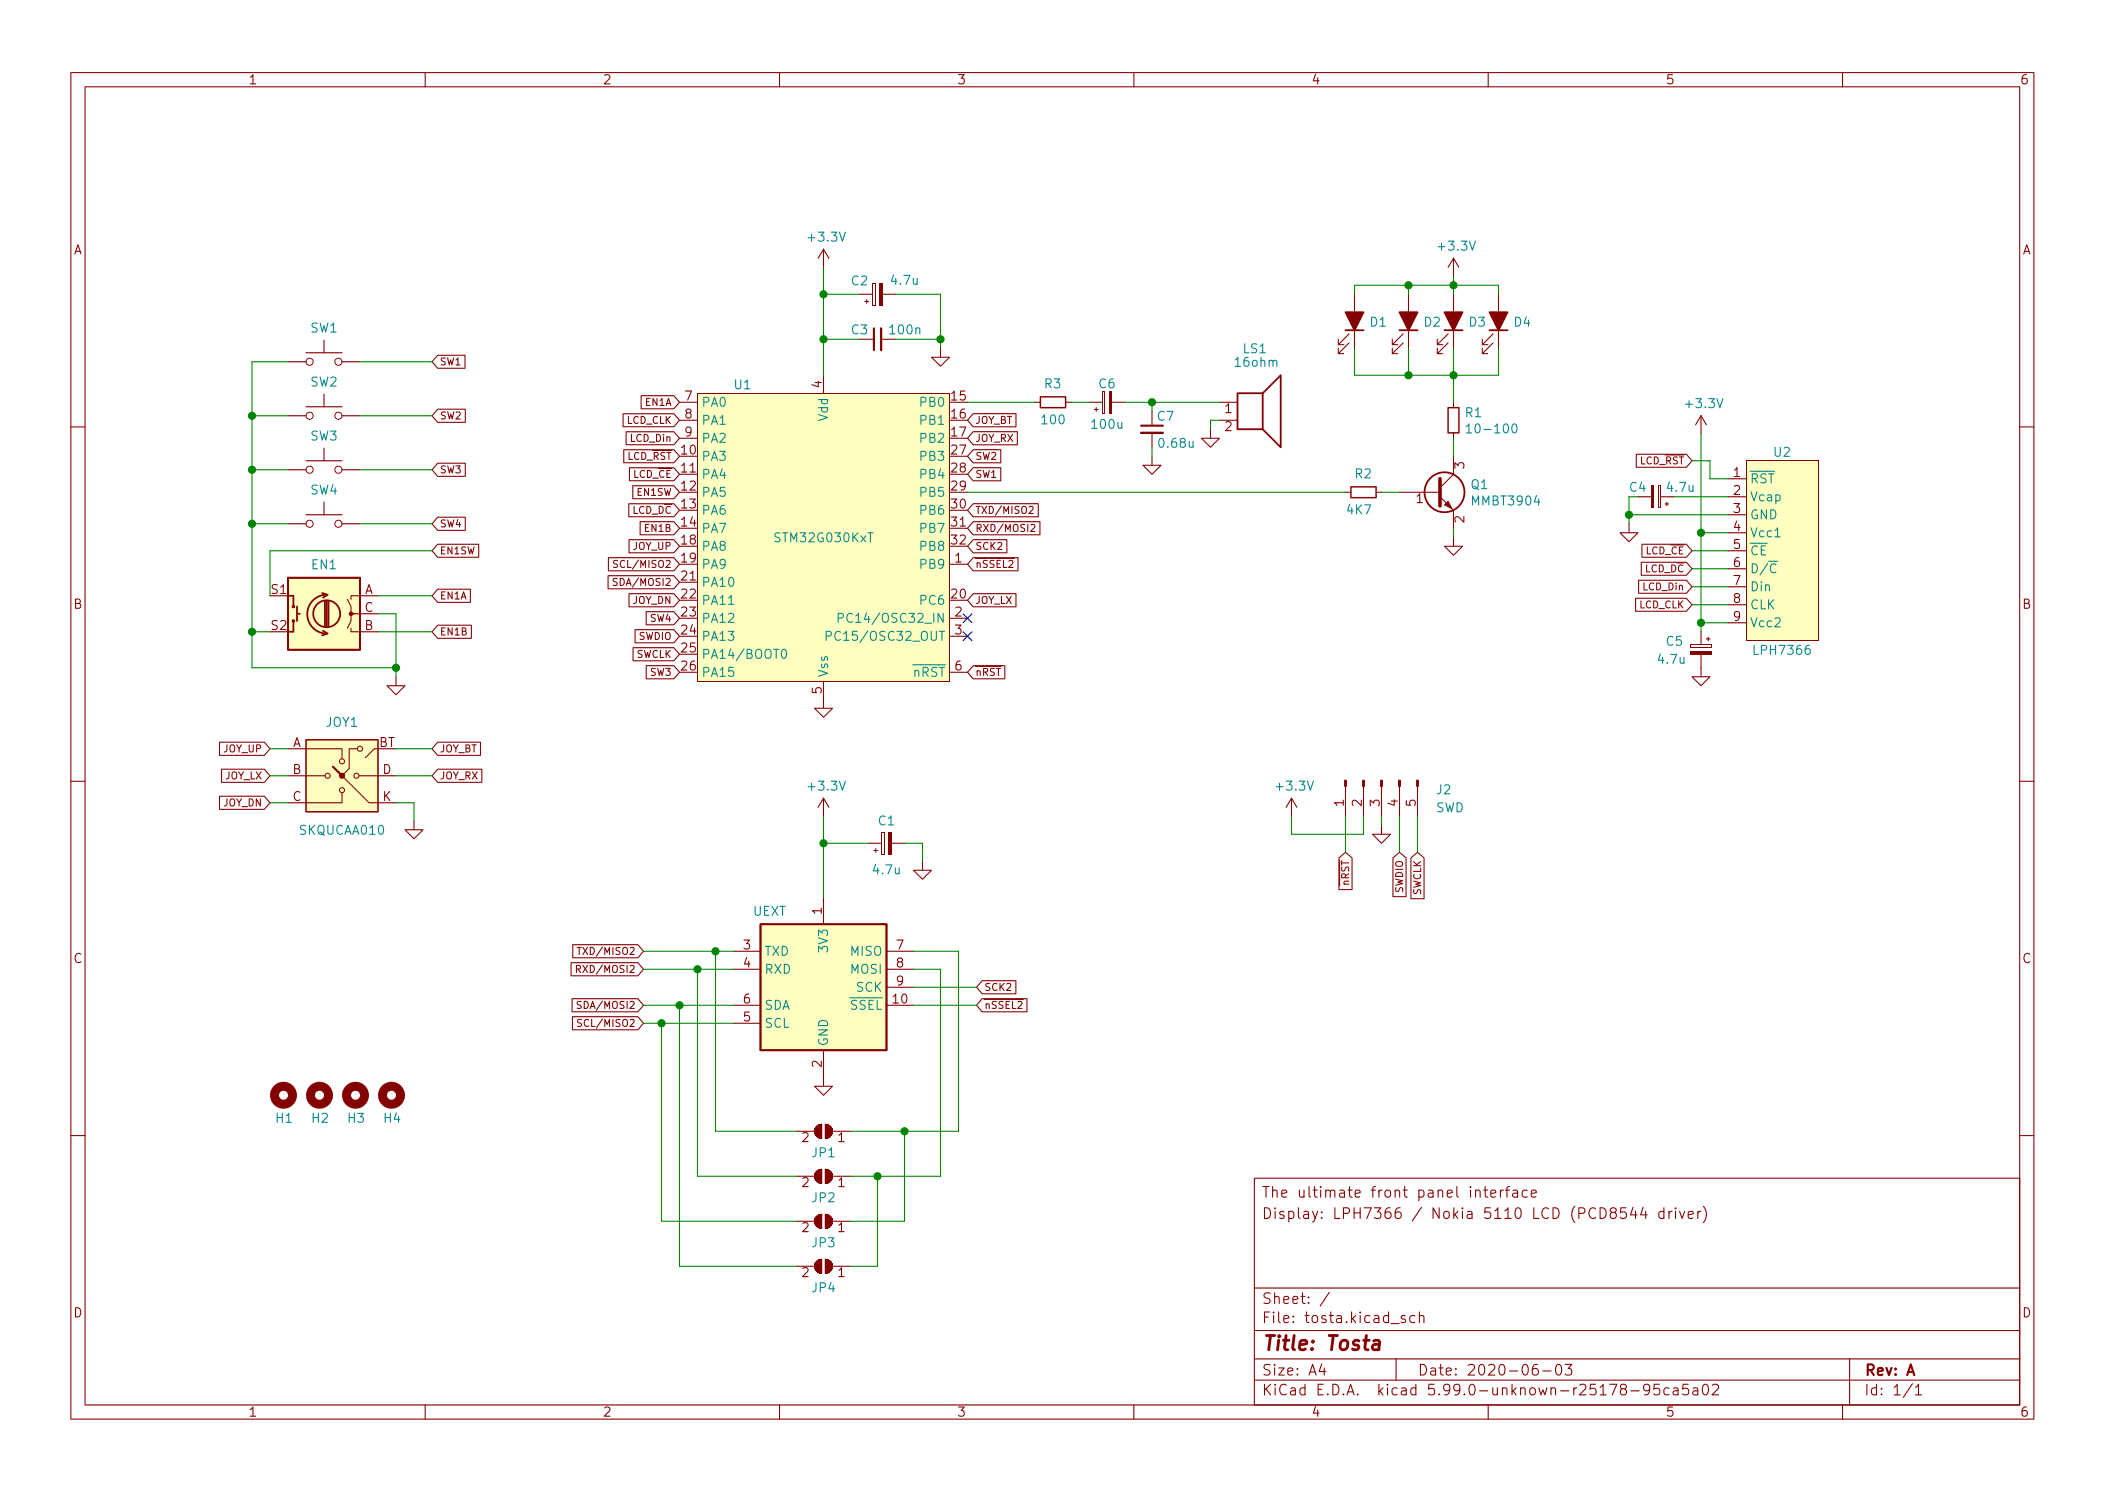 1 2 3 4 5 6
A A
B B
C C
D D
SW1
SW1
SW2
SW2
SW3
SW3
SW4
SW4
EN1SW
EN1
S1 A EN1A
C
S2 B EN1B
JOY1
JOY_UP A BT JOY_BT
JOY_LX B D JOY_RX
JOY_DN C K
SKQUCAA010
H1 H2 H3 H4
+3.3V
C2 4.7u
C3 100n
U1
4
Vdd
EN1A 7 PA0
LCD_CLK 8 PA1
LCD_Din 9 PA2
LCD_RST 10 PA3
LCD_CE 11 PA4
EN1SW 12 PA5
LCD_DC 13 PA6
EN1B 14 PA7
JOY_UP 18 PA8
SCL/MISO2 19 PA9
SDA/MOSI2 21 PA10
JOY_DN 22 PA11
SW4 23 PA12
SWDIO 24 PA13
SWCLK 25 PA14/BOOT0
SW3 26 PA15
STM32G030KxT
PB0 15
PB1 16 JOY_BT
PB2 17 JOY_RX
PB3 27 SW2
PB4 28 SW1
PB5 29
PB6 30 TXD/MISO2
PB7 31 RXD/MOSI2
PB8 32 SCK2
PB9 1 nSSEL2
PC6 20 JOY_LX
PC14/OSC32_IN 2
PC15/OSC32_OUT 3
nRST 6 nRST
Vss
5
R3
100
C6
100u
C7
0.68u
LS1
16ohm
1
2
+3.3V
D1 D2 D3 D4
R1
10-100
R2
4K7
Q1
MMBT3904
1
2
3
+3.3V
U2
LCD_RST 1 RST
C4 4.7u 2 Vcap
3 GND
4 Vcc1
LCD_CE 5 CE
LCD_DC 6 D/C
LCD_Din 7 Din
LCD_CLK 8 CLK
9 Vcc2
LPH7366
C5
4.7u
+3.3V
C1
4.7u
UEXT
1
3V3
TXD/MISO2 3 TXD
RXD/MOSI2 4 RXD
SDA/MOSI2 6 SDA
SCL/MISO2 5 SCL
MISO 7
MOSI 8
SCK 9 SCK2
SSEL 10 nSSEL2
GND
2
2 1
JP1
2 1
JP2
2 1
JP3
2 1
JP4
+3.3V
J2
SWD
1 2 3 4 5
nRST SWDIO SWCLK
The ultimate front panel interface
Display: LPH7366 / Nokia 5110 LCD (PCD8544 driver)
Sheet: /
File: tosta.kicad_sch
Title: Tosta
Size: A4 Date: 2020-06-03 Rev: A
KiCad E.D.A. kicad 5.99.0-unknown-r25178-95ca5a02 Id: 1/1
1 2 3 4 5 6